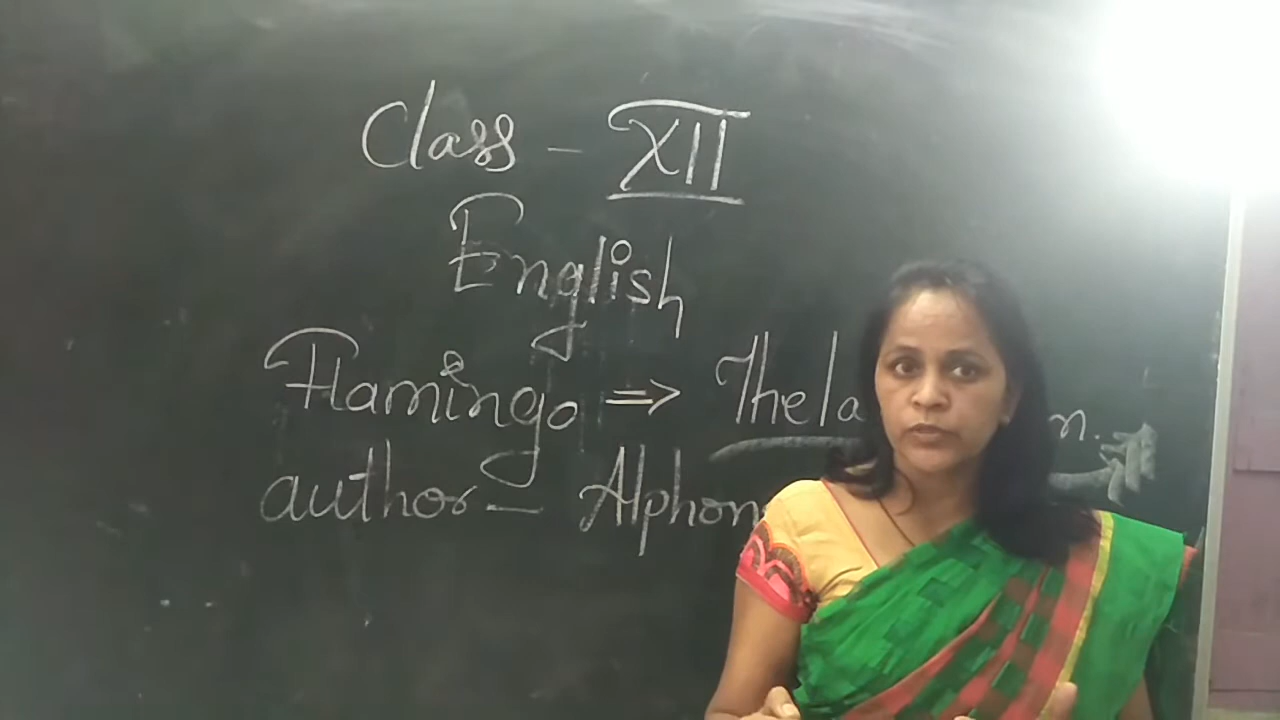 Class - XII
English
Flamingo => The la n.
author - Alphon